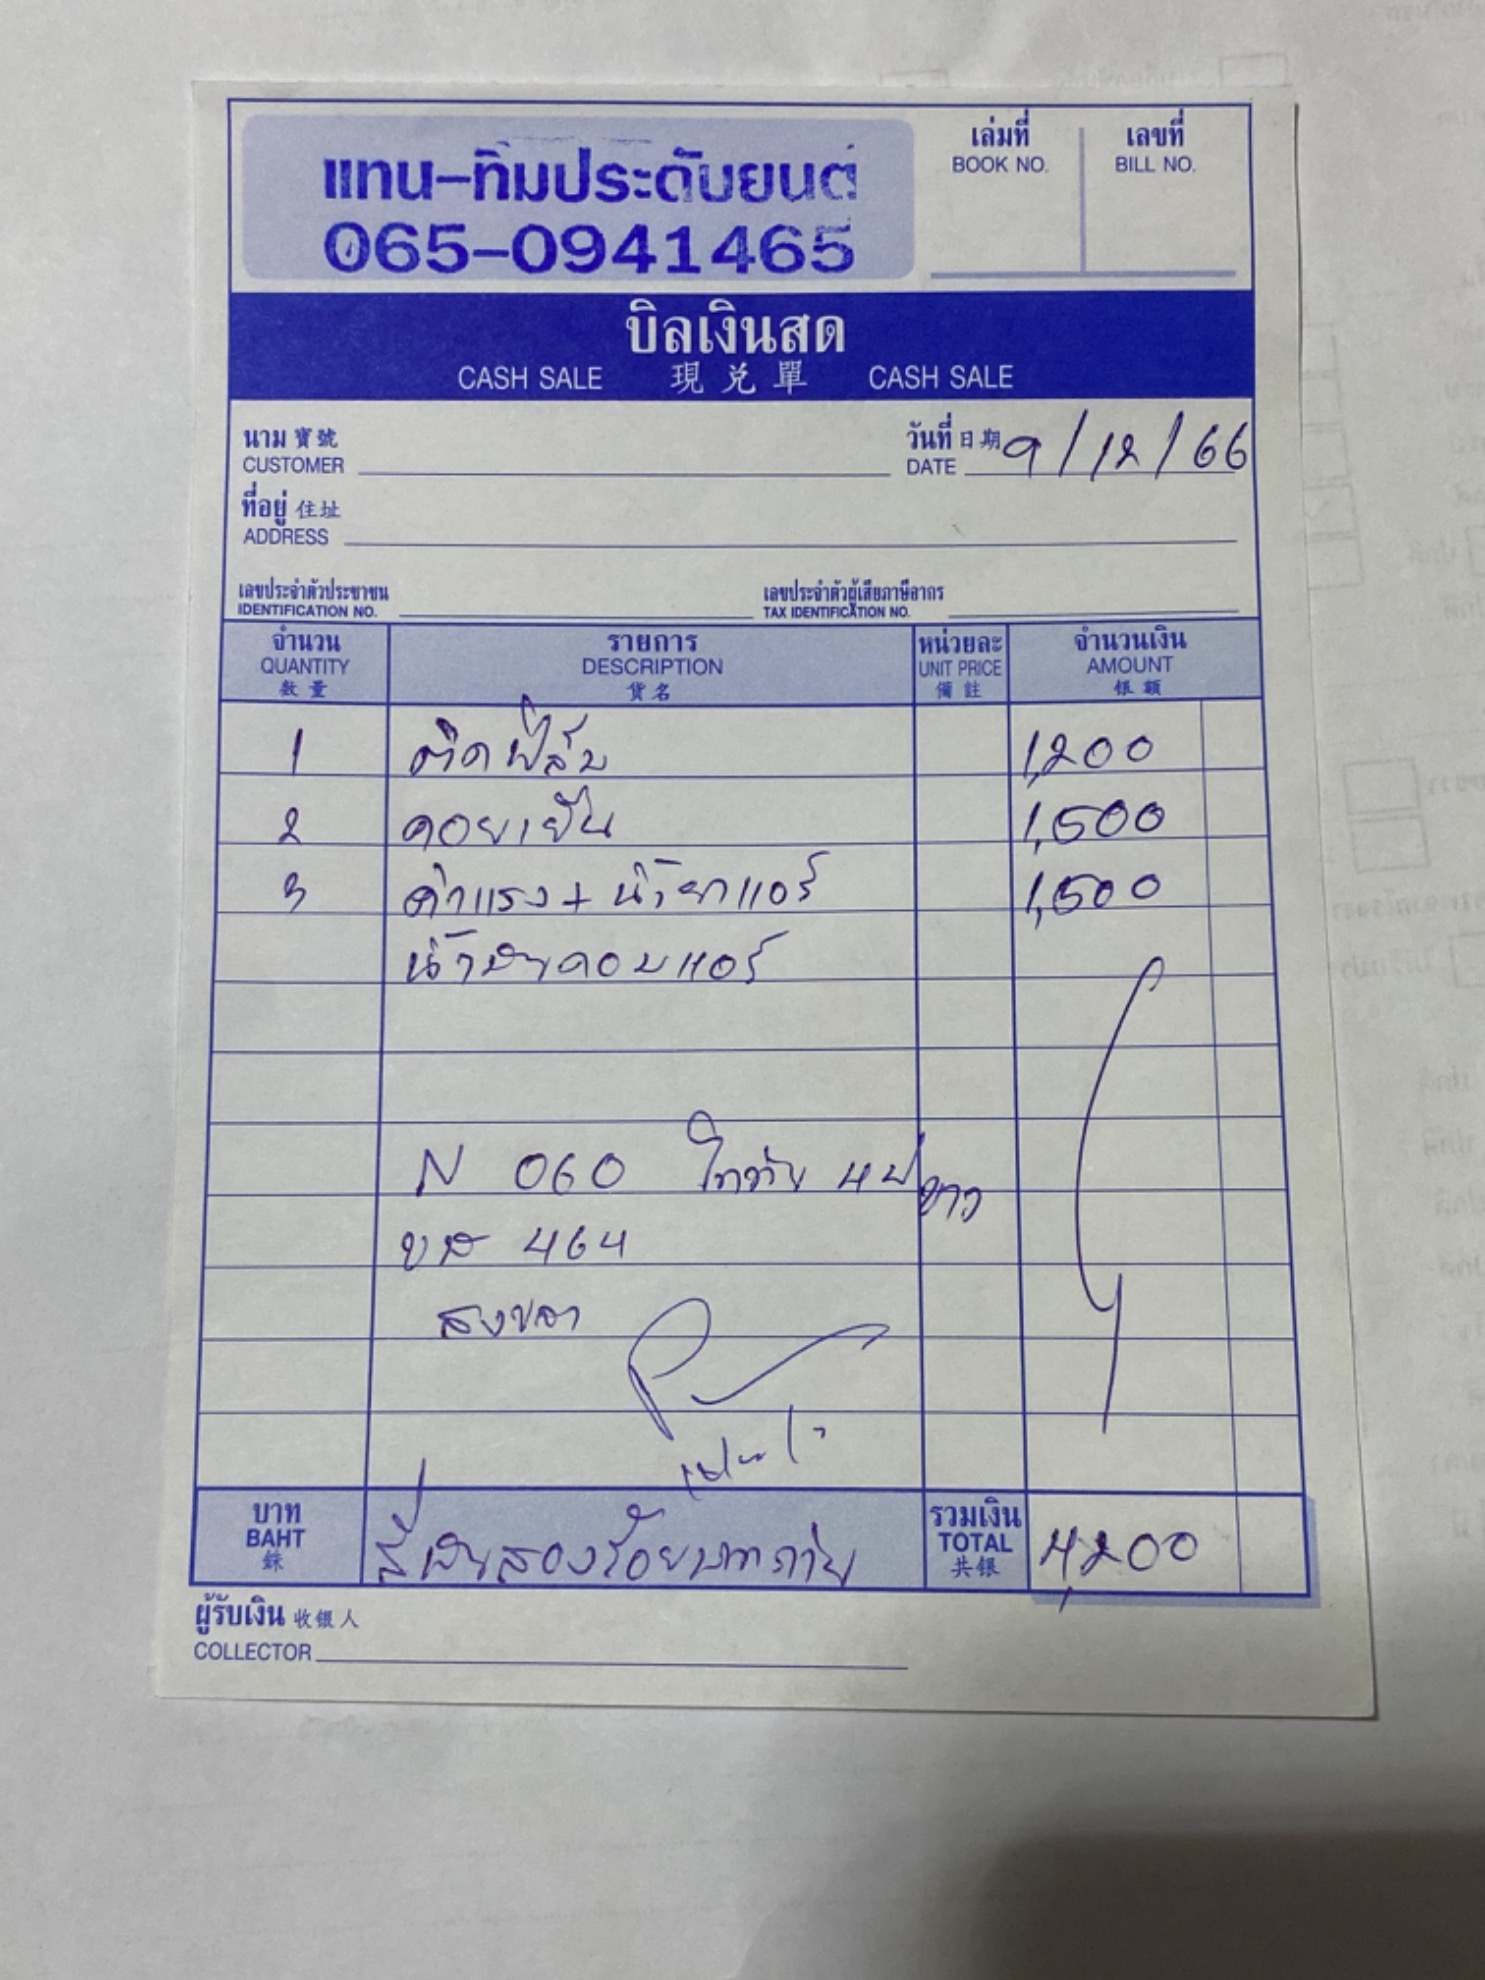 แทน-ทิมประดับยนต์
065-0941465
เล่มที่
BOOK NO.
เลขที่
BILL NO.
บิลเงินสด
CASH SALE 現兌單 CASH SALE
นาม 寶號
CUSTOMER
วันที่ 日期 9/12/66
DATE
ที่อยู่ 住址
ADDRESS
เลขประจำตัวประชาชน
IDENTIFICATION NO.
เลขประจำตัวผู้เสียภาษีอากร
TAX IDENTIFICATION NO.
จำนวน
QUANTITY
數量
รายการ
DESCRIPTION
貨名
หน่วยละ
UNIT PRICE
備註
จำนวนเงิน
AMOUNT
银额
1 ติดฟิล์ม 1,200
2 คอยเย็น 1,500
3 ค่าแรง + น้ำยาแอร์ 1,500
น้ำมันคอมแอร์
N 060 4 ป ขาว
464
สงขลา
บาท
BAHT
銖
สี่พันสองร้อยบาทถ้วน
รวมเงิน
TOTAL
共银
4,200
ผู้รับเงิน 收银人
COLLECTOR